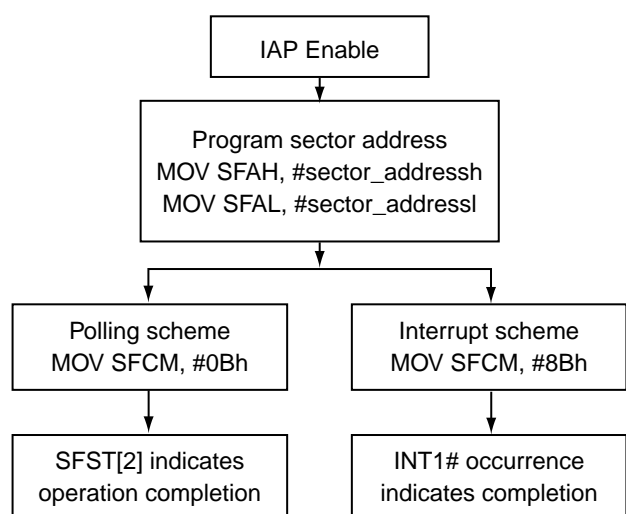 IAP Enable
Program sector address
MOV SFAH, #sector_addressh
MOV SFAL, #sector_addressl
Polling scheme
MOV SFCM, #0Bh
Interrupt scheme
MOV SFCM, #8Bh
SFST[2] indicates
operation completion
INT1# occurrence
indicates completion